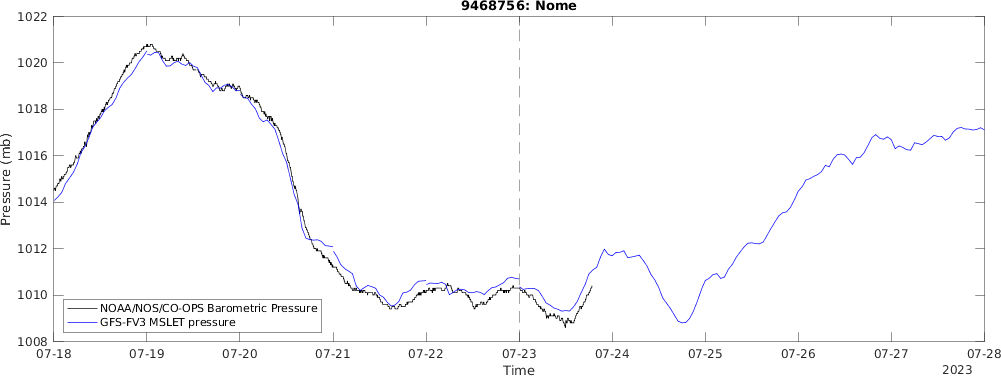 9468756: Nome
Pressure (mb)
1022
1020
1018
1016
1014
1012
1010
1008
NOAA/NOS/CO-OPS Barometric Pressure
GFS-FV3 MSLET pressure
07-18 07-19 07-20 07-21 07-22 07-23 07-24 07-25 07-26 07-27 07-28
Time
2023